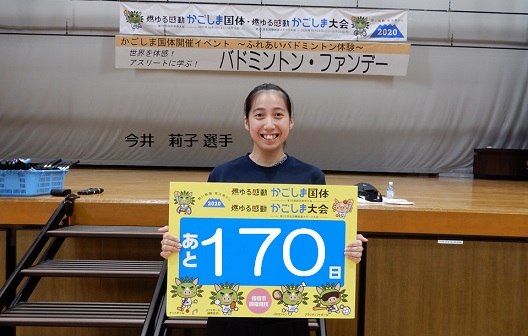 燃ゆる感動 かごしま国体・燃ゆる感動 かごしま大会
2020
かごしま国体開催イベント ～ふれあいバドミントン体験～
世界を体感!
アスリートに学ぶ!
バドミントン・ファンデー
今井 莉子 選手
2020
燃ゆる感動 かごしま国体
燃ゆる感動 かごしま大会
あと170日